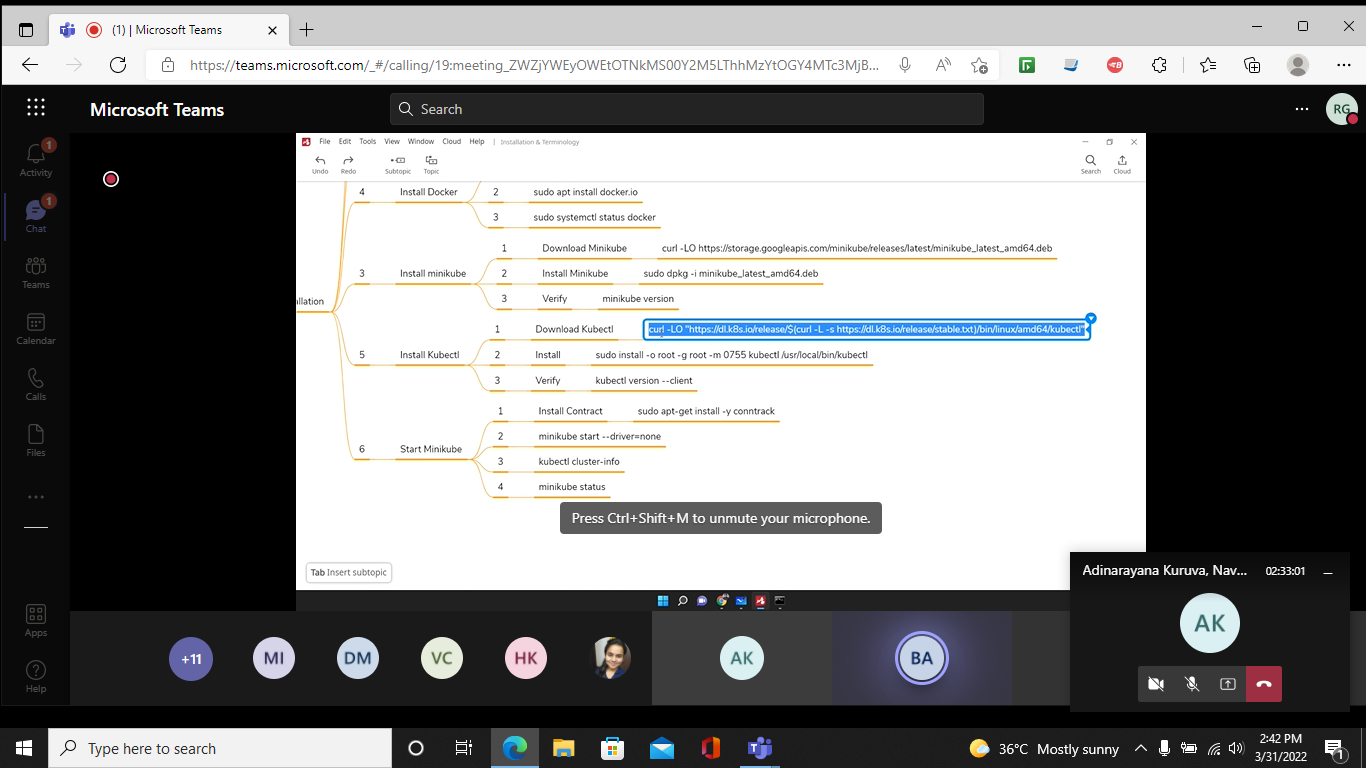 (1) | Microsoft Teams
https://teams.microsoft.com/_#/calling/19:meeting_ZWZjYWEyOWEtOTNkMS00Y2M5LThhMzYtOGY4MTc3MjB...
Microsoft Teams
Search
RG
Activity
1
Chat
1
Teams
Calendar
Calls
Files
Apps
Help
File Edit Tools View Window Cloud Help | Installation & Terminology
Undo Redo Subtopic Topic Search Cloud
4 Install Docker
2 sudo apt install docker.io
3 sudo systemctl status docker
3 Install minikube
1 Download Minikube curl -LO https://storage.googleapis.com/minikube/releases/latest/minikube_latest_amd64.deb
2 Install Minikube sudo dpkg -i minikube_latest_amd64.deb
3 Verify minikube version
allation
5 Install Kubectl
1 Download Kubectl curl -LO "https://dl.k8s.io/release/$(curl -L -s https://dl.k8s.io/release/stable.txt)/bin/linux/amd64/kubectl"
2 Install sudo install -o root -g root -m 0755 kubectl /usr/local/bin/kubectl
3 Verify kubectl version --client
6 Start Minikube
1 Install Contract sudo apt-get install -y conntrack
2 minikube start --driver=none
3 kubectl cluster-info
4 minikube status
Press Ctrl+Shift+M to unmute your microphone.
Tab Insert subtopic
Adinarayana Kuruva, Nav... 02:33:01
AK
+11 MI DM VC HK AK BA
Type here to search
36°C Mostly sunny
2:42 PM
3/31/2022
1